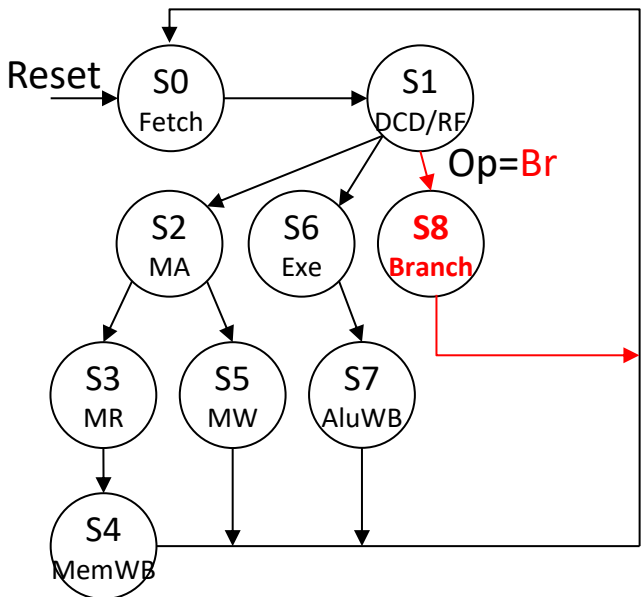 Reset
S0
Fetch
S1
DCD/RF
Op=Br
S2
MA
S6
Exe
S8
Branch
S3
MR
S5
MW
S7
AluWB
S4
MemWB